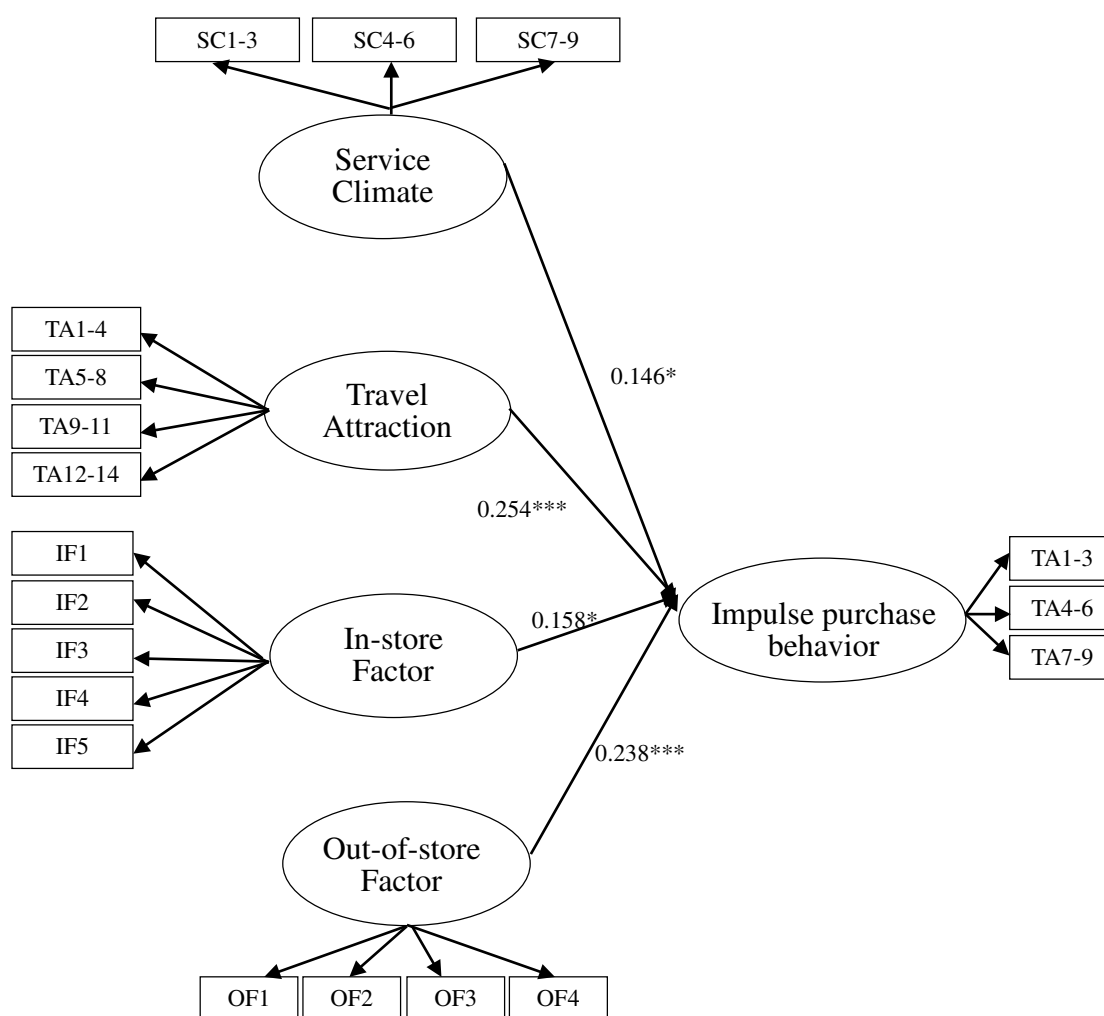 SC1-3
SC4-6
SC7-9
Service
Climate
TA1-4
TA5-8
TA9-11
TA12-14
Travel
Attraction
0.146*
0.254***
IF1
IF2
IF3
IF4
IF5
In-store
Factor
0.158*
Impulse purchase
behavior
TA1-3
TA4-6
TA7-9
0.238***
Out-of-store
Factor
OF1
OF2
OF3
OF4